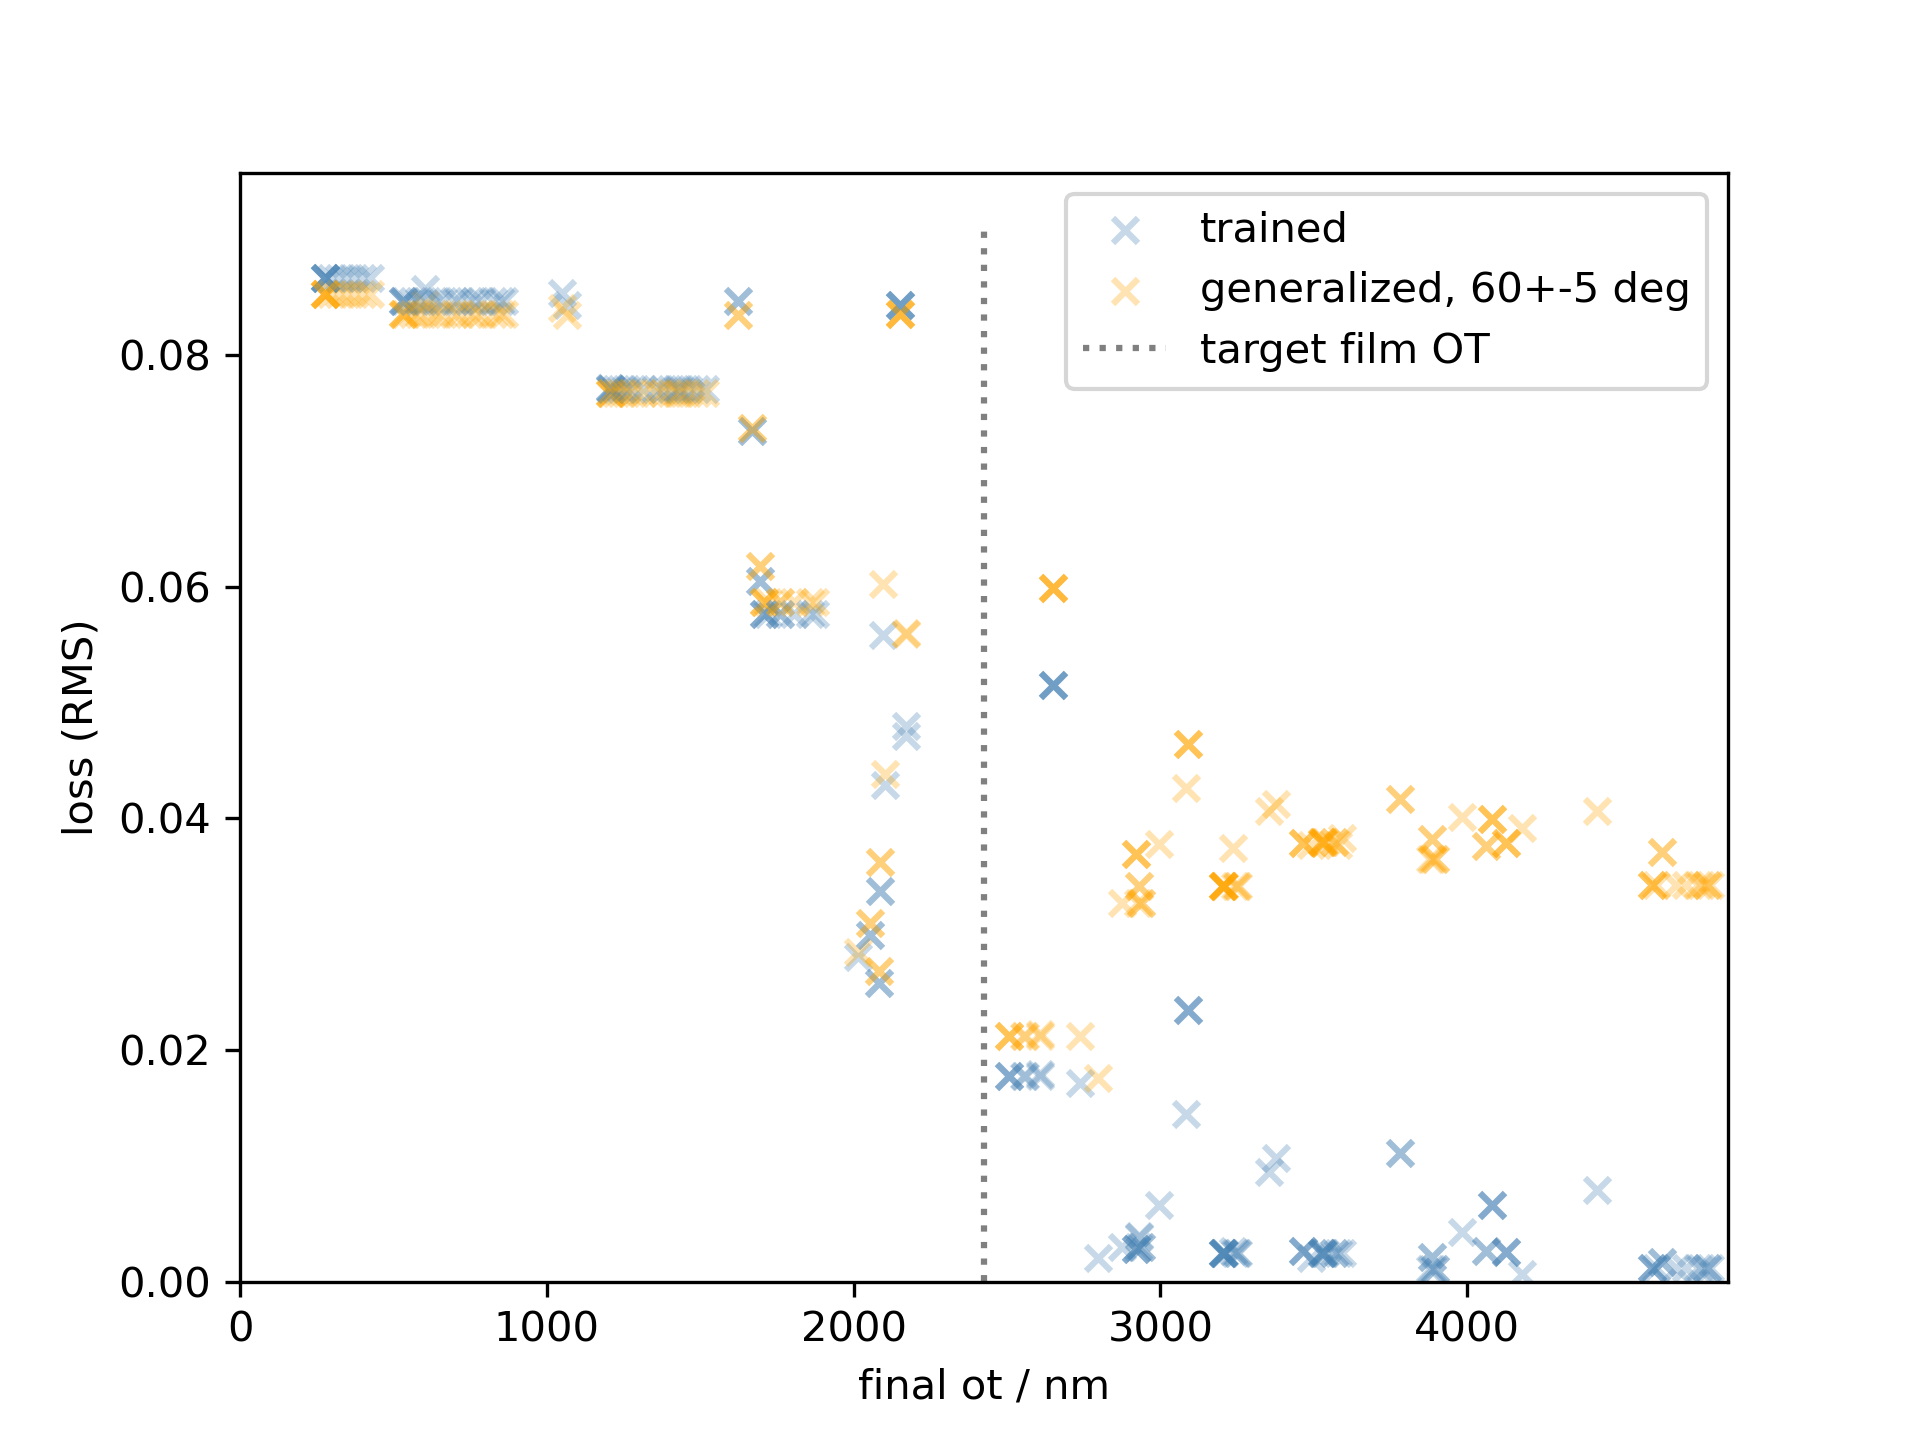 trained
generalized, 60+-5 deg
target film OT
0.08
0.06
0.04
0.02
0.00
loss (RMS)
0
1000
2000
3000
4000
final ot / nm